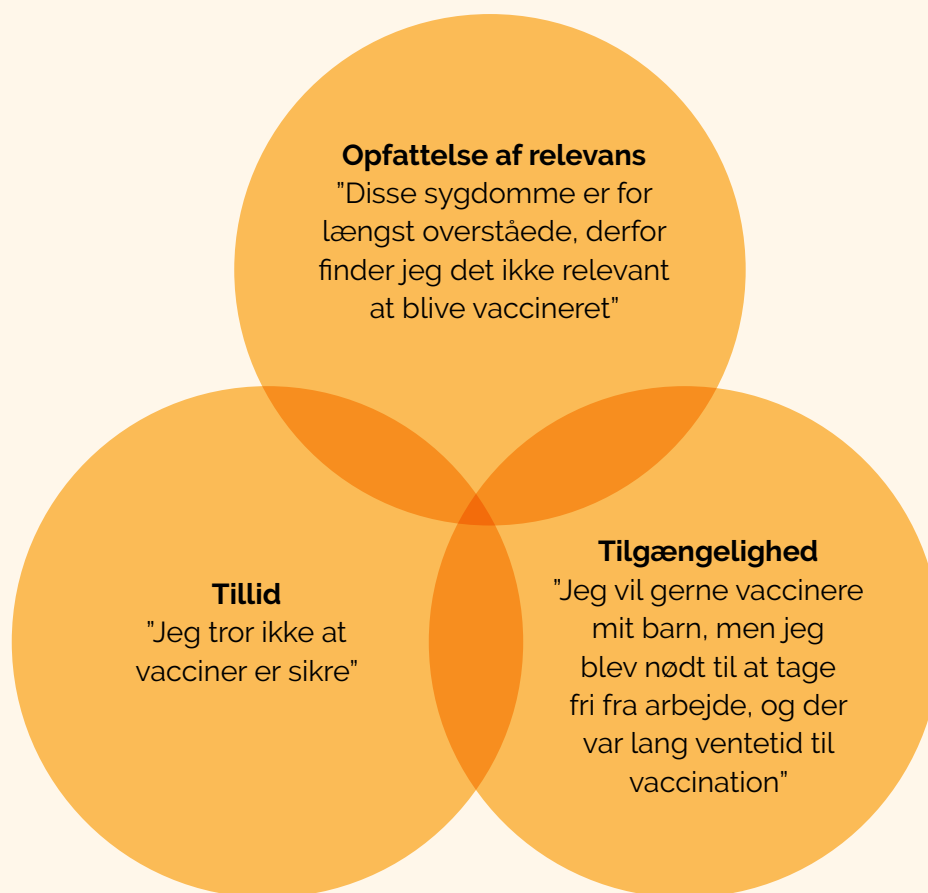 Opfattelse af relevans
”Disse sygdomme er for
længst overståede, derfor
finder jeg det ikke relevant
at blive vaccineret”
Tillid
”Jeg tror ikke at
vacciner er sikre”
Tilgængelighed
”Jeg vil gerne vaccinere
mit barn, men jeg
blev nødt til at tage
fri fra arbejde, og der
var lang ventetid til
vaccination”